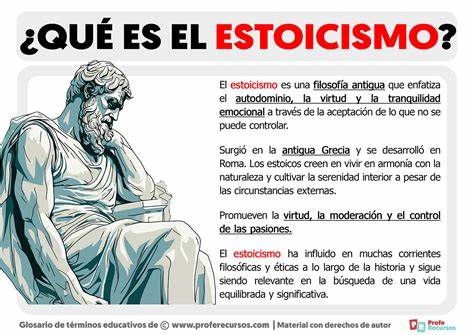 ¿QUÉ ES EL ESTOICISMO?
El estoicismo es una filosofía antigua que enfatiza
el autodominio, la virtud y la tranquilidad
emocional a través de la aceptación de lo que no se
puede controlar.
Surgió en la antigua Grecia y se desarrolló en
Roma. Los estoicos creen en vivir en armonía con la
naturaleza y cultivar la serenidad interior a pesar de
las circunstancias externas.
Promueven la virtud, la moderación y el control
de las pasiones.
El estoicismo ha influido en muchas corrientes
filosóficas y éticas a lo largo de la historia y sigue
siendo relevante en la búsqueda de una vida
equilibrada y significativa.
Glosario de términos educativos de © www.proferecursos.com | Material con derechos de autor
PR Profe
Recursos